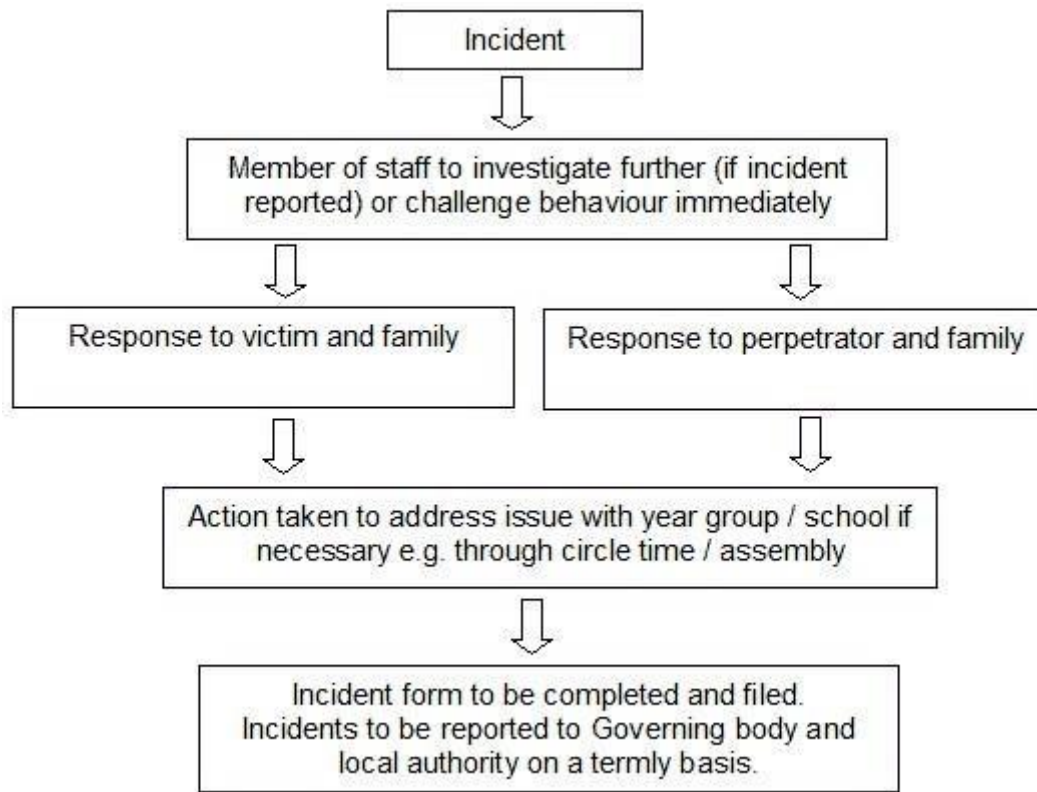 Incident
Member of staff to investigate further (if incident
reported) or challenge behaviour immediately
Response to victim and family
Response to perpetrator and family
Action taken to address issue with year group / school if
necessary e.g. through circle time / assembly
Incident form to be completed and filed.
Incidents to be reported to Governing body and
local authority on a termly basis.